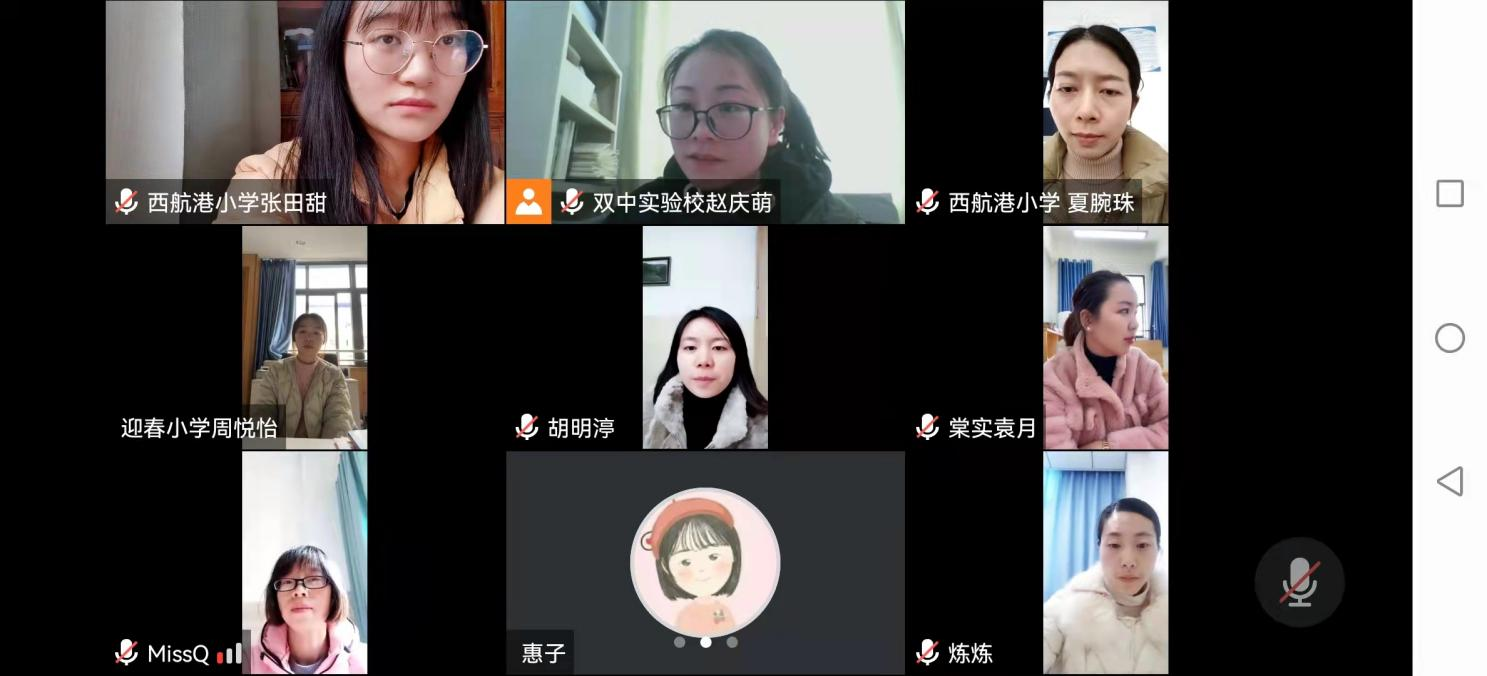 西航港小学张田甜
双中实验校赵庆萌
西航港小学 夏腕珠
迎春小学周悦怡
胡明渟
棠实袁月
MissQ
惠子
炼炼